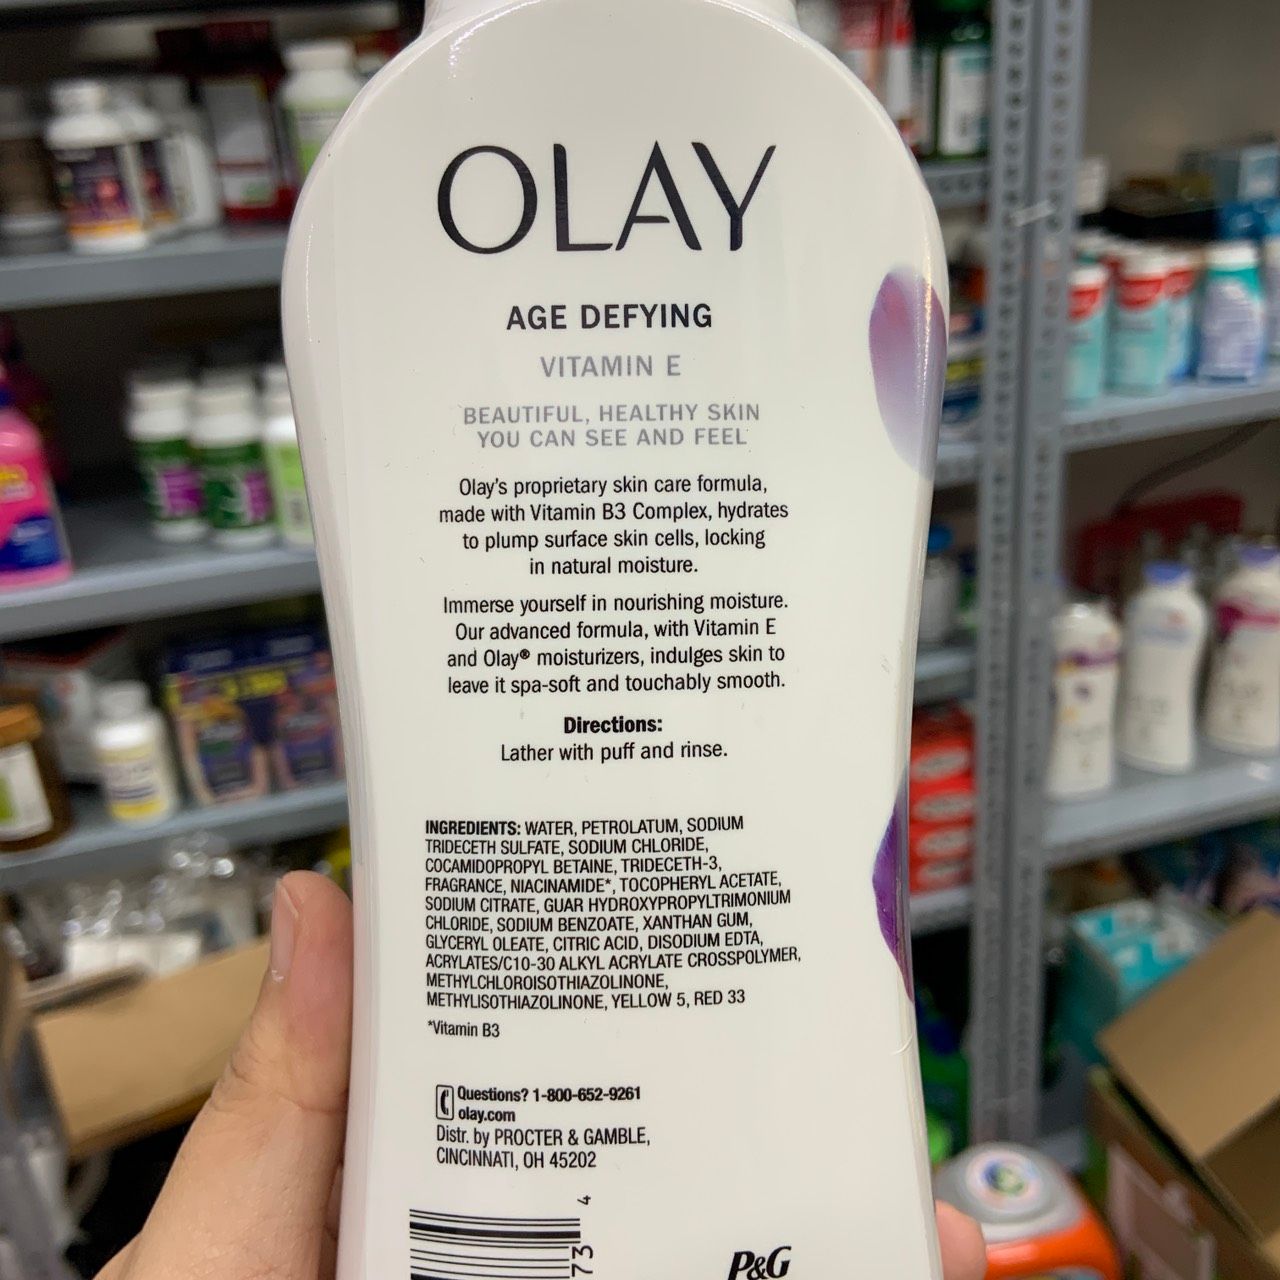 OLAY
AGE DEFYING
VITAMIN E
BEAUTIFUL, HEALTHY SKIN
YOU CAN SEE AND FEEL
Olay's proprietary skin care formula,
made with Vitamin B3 Complex, hydrates
to plump surface skin cells, locking
in natural moisture.
Immerse yourself in nourishing moisture.
Our advanced formula, with Vitamin E
and Olay® moisturizers, indulges skin to
leave it spa-soft and touchably smooth.
Directions:
Lather with puff and rinse.
INGREDIENTS: WATER, PETROLATUM, SODIUM
TRIDECETH SULFATE, SODIUM CHLORIDE,
COCAMIDOPROPYL BETAINE, TRIDECETH-3,
FRAGRANCE, NIACINAMIDE*, TOCOPHERYL ACETATE,
SODIUM CITRATE, GUAR HYDROXYPROPYLTRIMONIUM
CHLORIDE, SODIUM BENZOATE, XANTHAN GUM,
GLYCERYL OLEATE, CITRIC ACID, DISODIUM EDTA,
ACRYLATES/C10-30 ALKYL ACRYLATE CROSSPOLYMER,
METHYLCHLOROISOTHIAZOLINONE,
METHYLISOTHIAZOLINONE, YELLOW 5, RED 33
*Vitamin B3
Questions? 1-800-652-9261
olay.com
Distr. by PROCTER & GAMBLE,
CINCINNATI, OH 45202
4
73
P&G